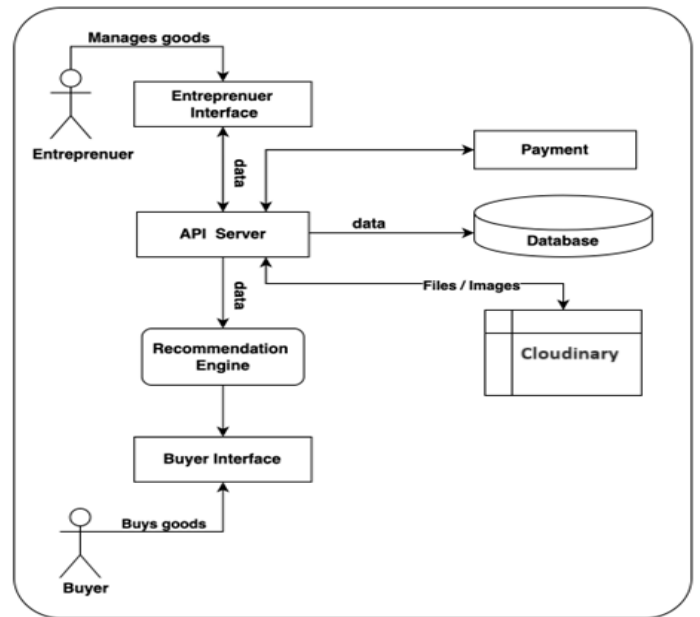 Manages goods
Entreprenuer
Interface
Entreprenuer
data
Payment
API Server
data
Database
data
Files / Images
Cloudinary
Recommendation
Engine
Buyer Interface
Buys goods
Buyer